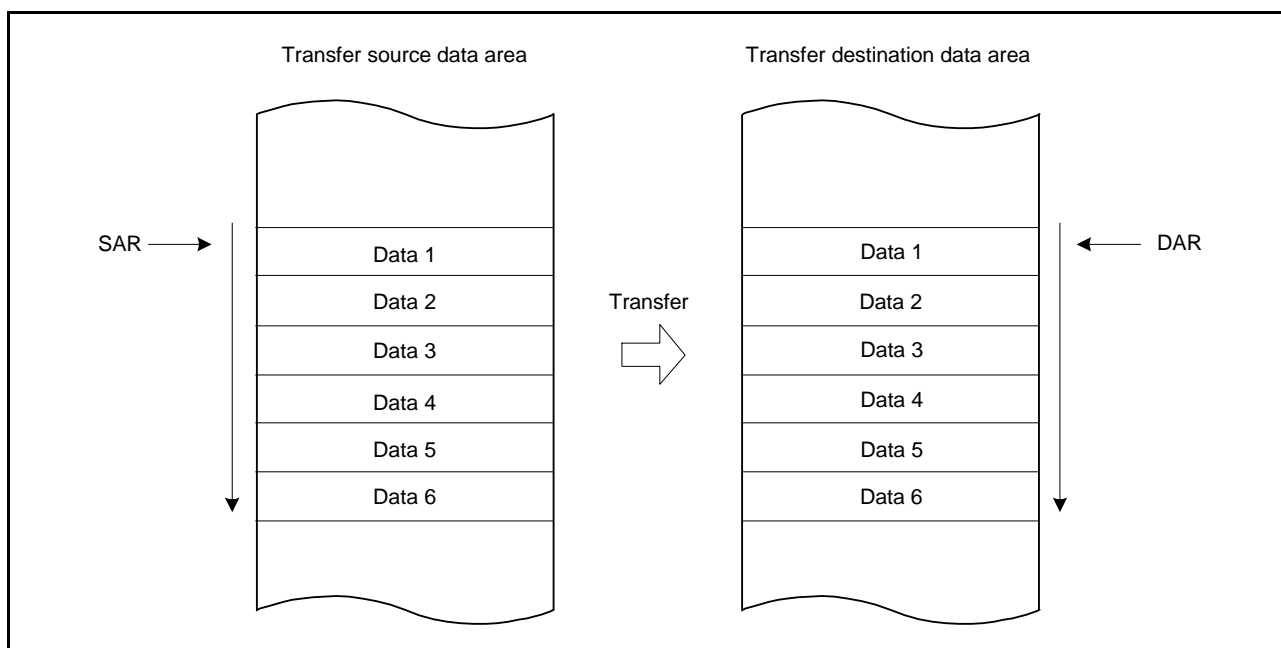 Transfer source data area
Transfer destination data area
SAR
Data 1
Data 2
Data 3
Data 4
Data 5
Data 6
Transfer
Data 1
Data 2
Data 3
Data 4
Data 5
Data 6
DAR